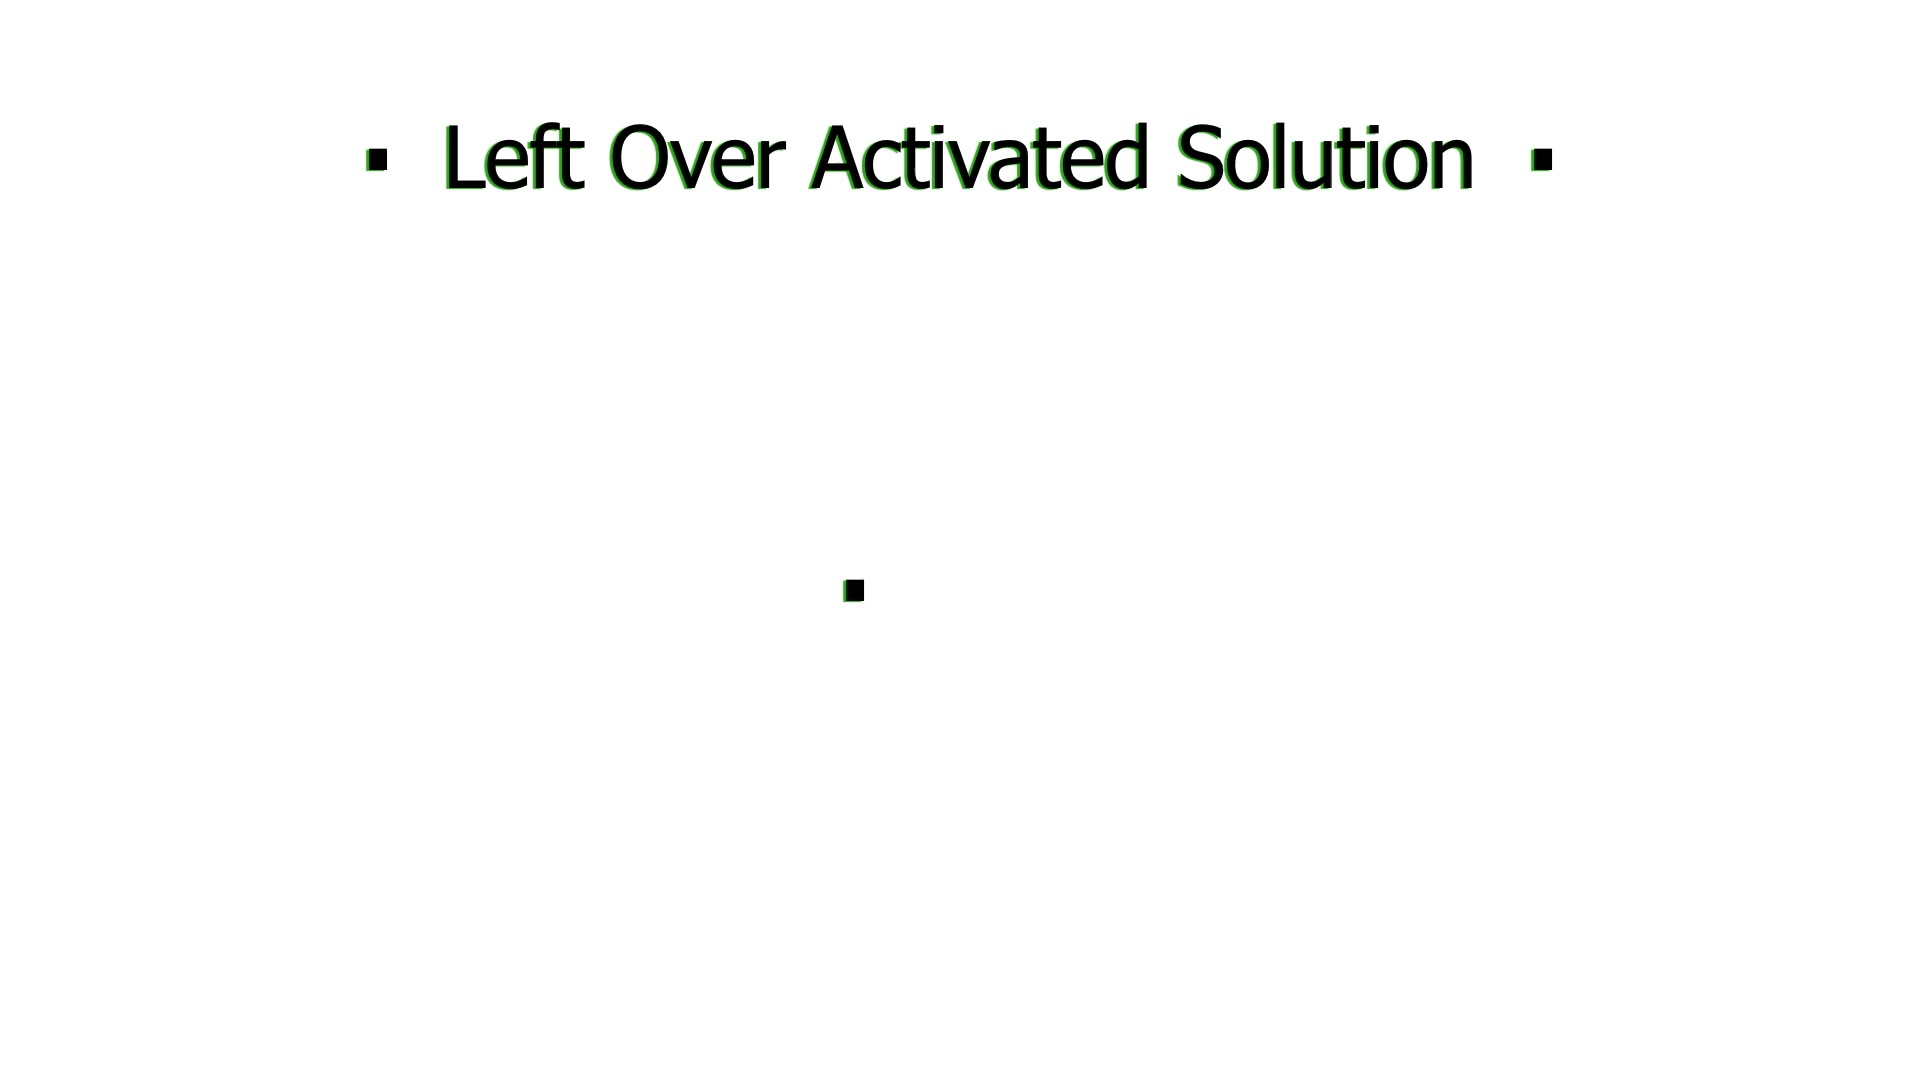 ▪ Left Over Activated Solution ▪
▪